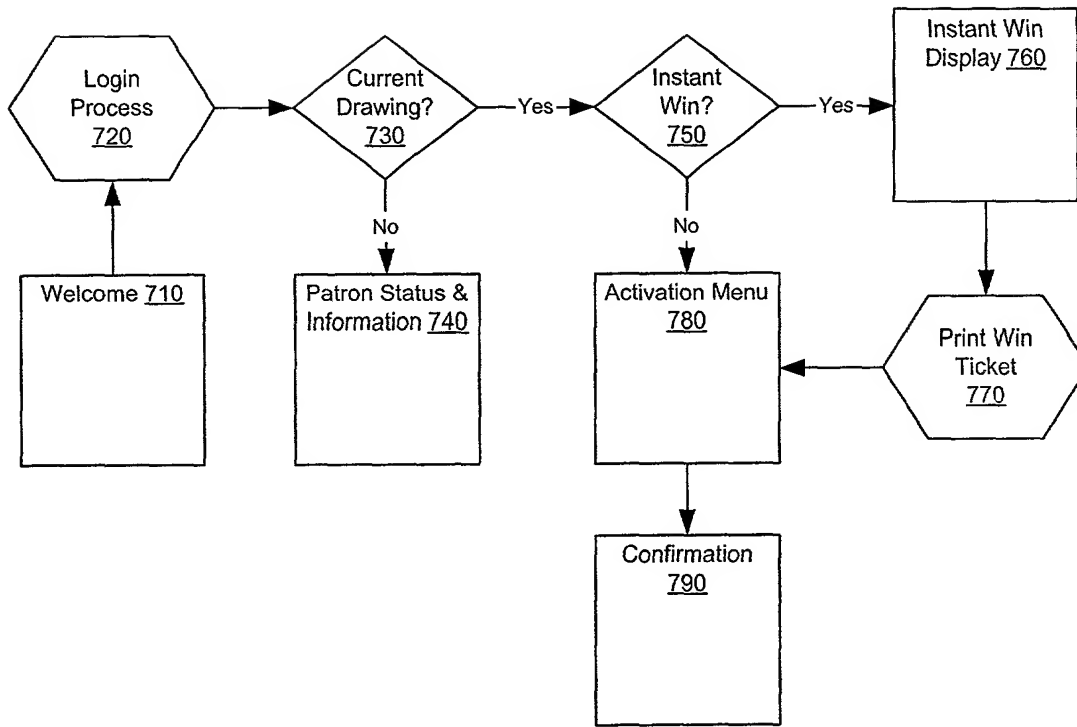 Login
Process
720
Current
Drawing?
730
Yes
Instant
Win?
750
Yes
Instant Win
Display 760
No
No
Welcome 710
Patron Status &
Information 740
Activation Menu
780
Print Win
Ticket
770
Confirmation
790